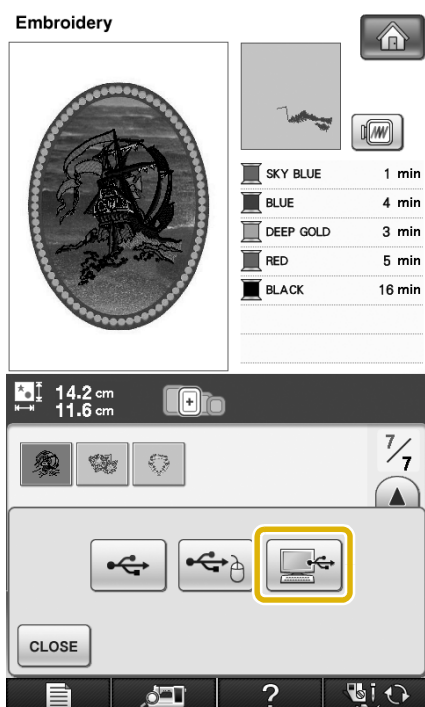 Embroidery
SKY BLUE 1 min
BLUE 4 min
DEEP GOLD 3 min
RED 5 min
BLACK 16 min
14.2 cm
11.6 cm
7/7
CLOSE
?